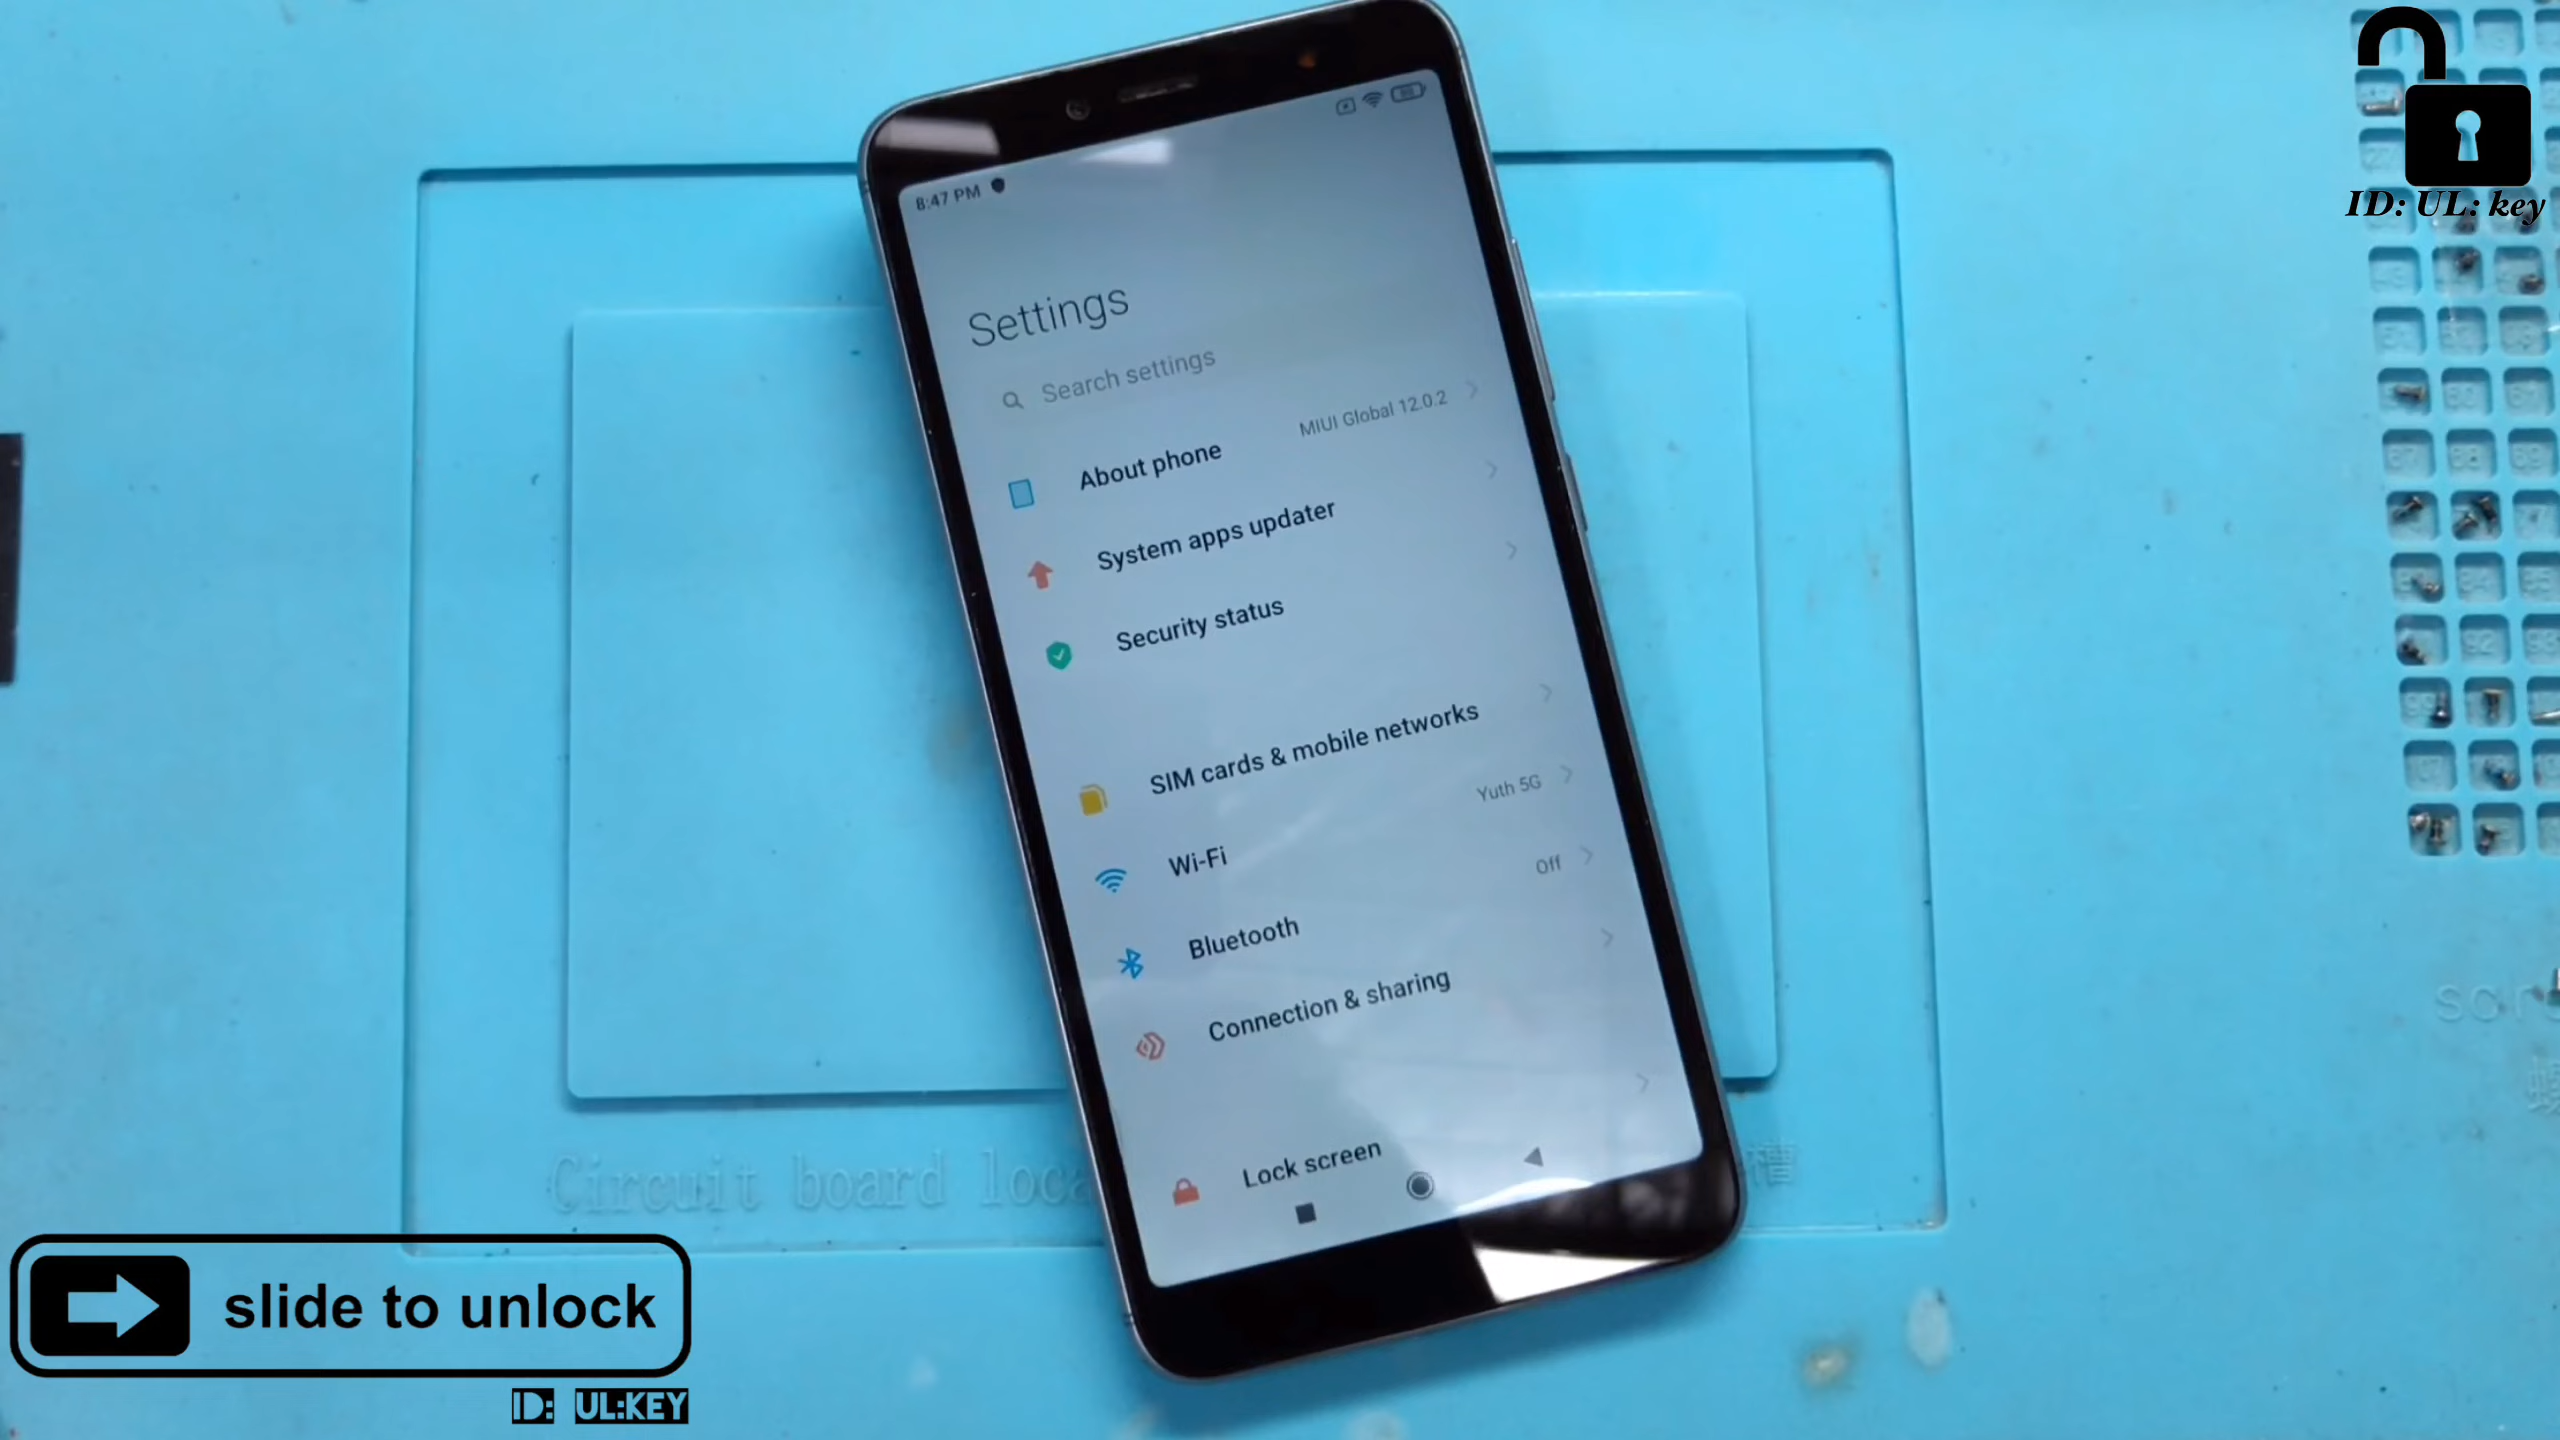 ID: UL: key
8:47 PM
Settings
Search settings
About phone
MIUI Global 12.0.2
System apps updater
Security status
SIM cards & mobile networks
Wi-Fi
Yuth 5G
Bluetooth
Off
Connection & sharing
Lock screen
Circuit board
槽
slide to unlock
ID: UL:KEY